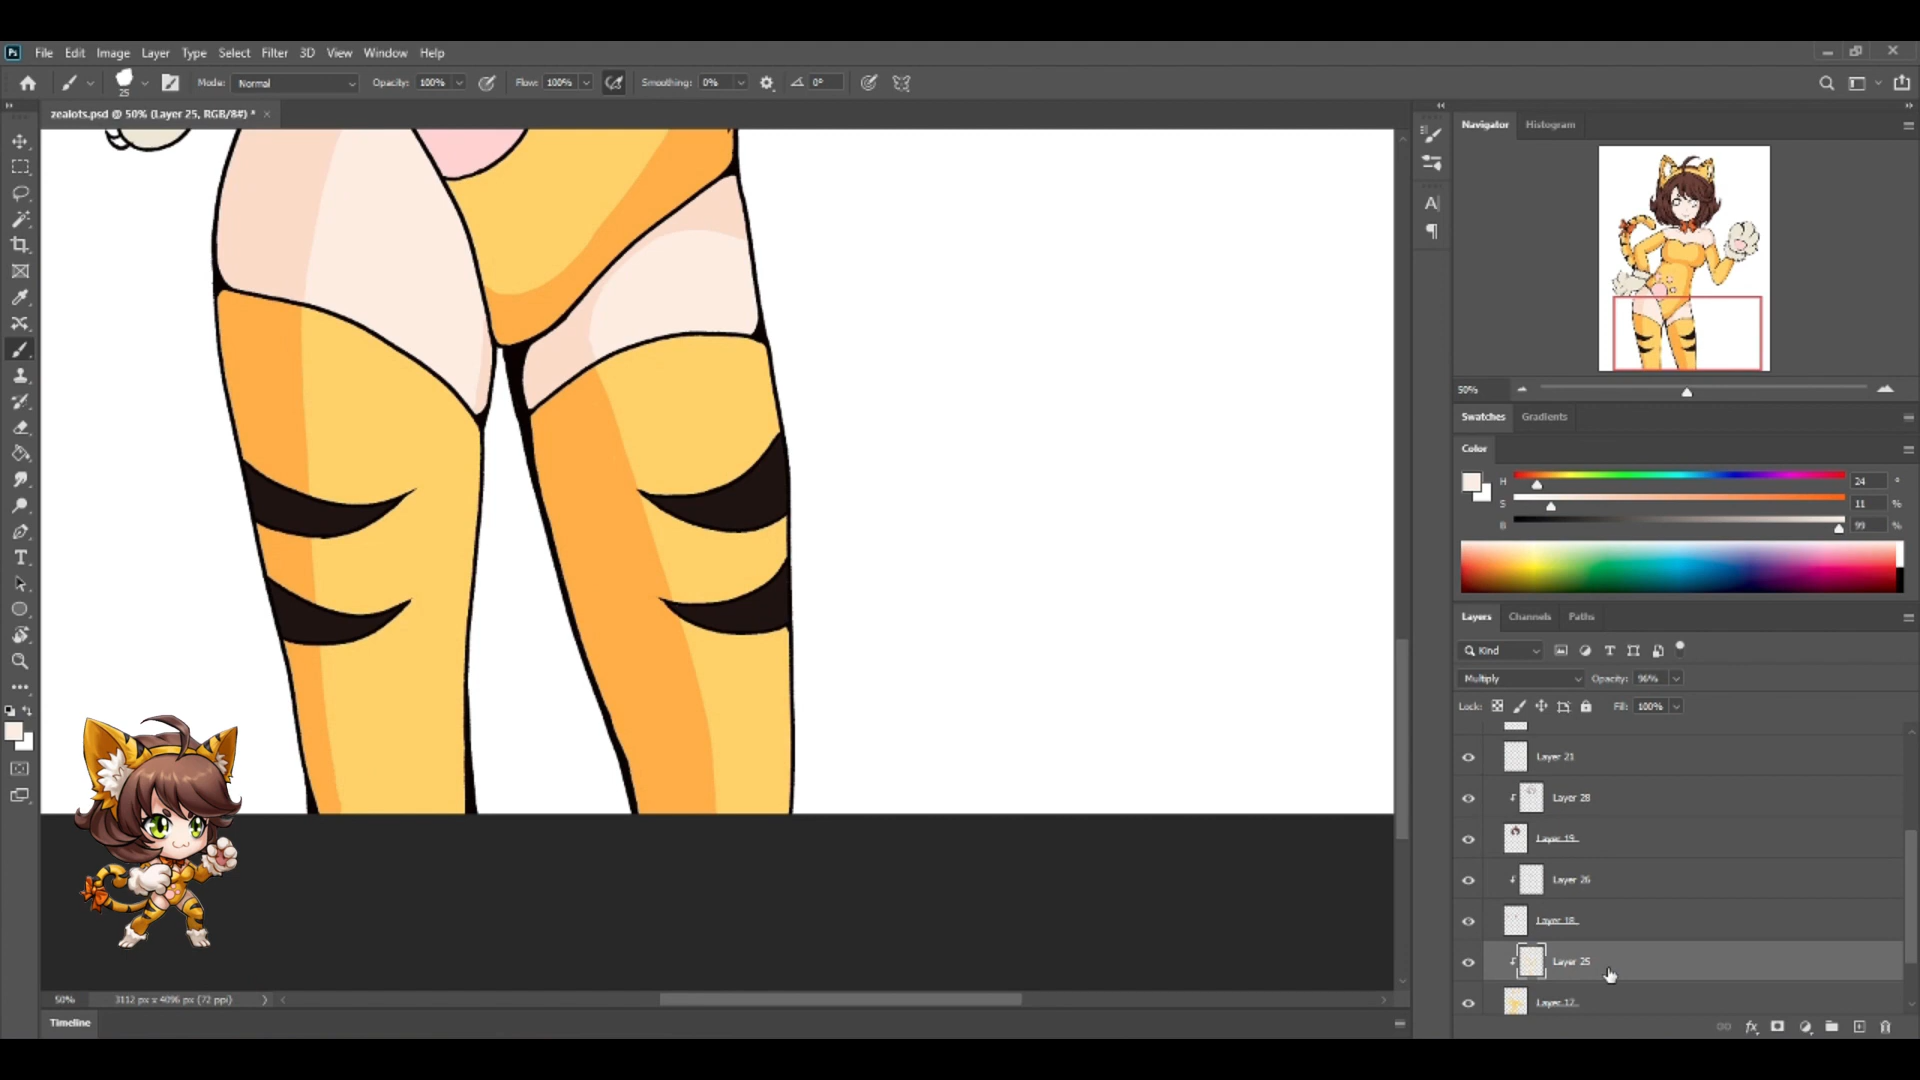 Ps File Edit Image Layer Type Select Filter 3D View Window Help
25 Mode: Normal Opacity: 100% Flow: 100% Smoothing: 0% 0°
zealots.psd @ 50% (Layer 25, RGB/8#) * ×
Navigator Histogram
50%
Swatches Gradients
Color
H 24 °
S 11 %
B 99 %
Layers Channels Paths
Kind
Multiply Opacity: 96%
Lock: Fill: 100%
Layer 21
Layer 28
Layer 19
Layer 26
Layer 18
Layer 25
Layer 17
50% 3112 px x 4096 px (72 ppi)
Timeline